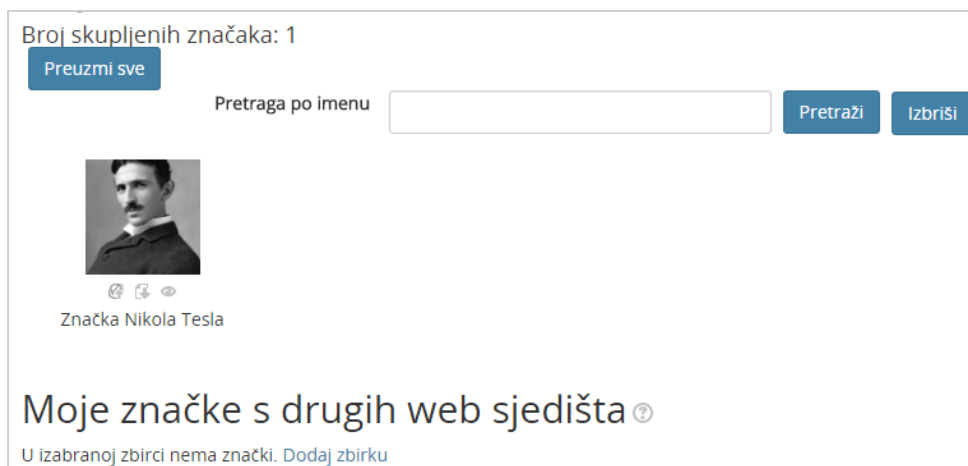 Broj skupljenih značaka: 1
Preuzmi sve
Pretraga po imenu
Pretraži
Izbriši
Značka Nikola Tesla
Moje značke s drugih web sjedišta
U izabranoj zbirci nema znački. Dodaj zbirku